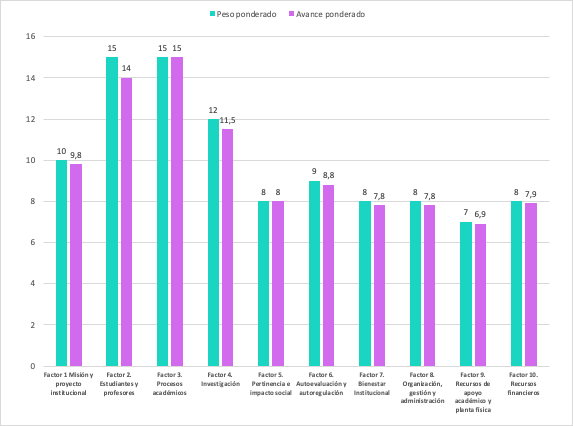 Peso ponderado Avance ponderado
16
14
12
10
8
6
4
2
0
10 9,8
15 14
15 15
12 11,5
8 8
9 8,8
8 7,8
8 7,8
7 6,9
8 7,9
Factor 1 Misión y
proyecto
institucional
Factor 2.
Estudiantes y
profesores
Factor 3.
Procesos
académicos
Factor 4.
Investigación
Factor 5.
Pertinencia e
impacto social
Factor 6.
Autoevaluación y
autoregulación
Factor 7.
Bienestar
Institucional
Factor 8.
Organización,
gestión y
administración
Factor 9.
Recursos de
apoyo
académico y
planta física
Factor 10.
Recursos
financieros